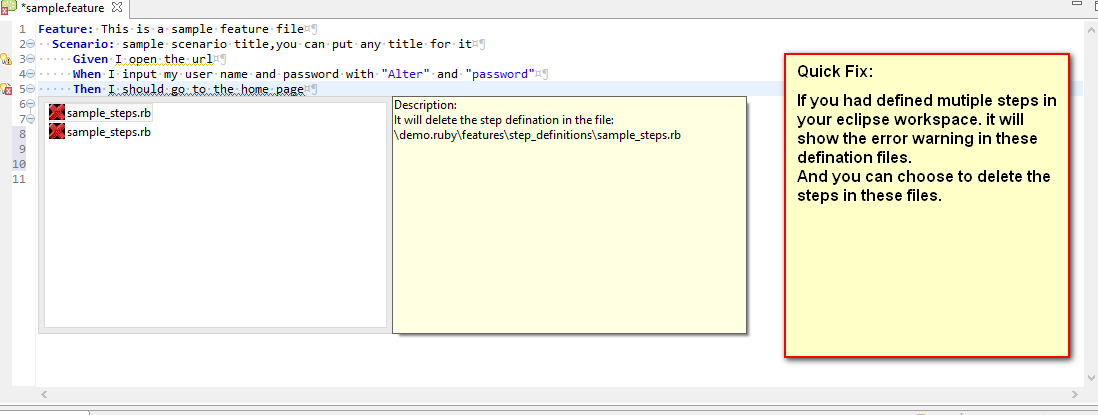 *sample.feature
1 Feature: This is a sample feature file¤¶
2 Scenario: sample scenario title,you can put any title for it¤¶
3 Given I open the url¤¶
4 When I input my user name and password with "Alter" and "password"¤¶
5 Then I should go to the home page¤¶
6
7
8
9
10
11
sample_steps.rb
sample_steps.rb
Description:
It will delete the step defination in the file:
\demo.ruby\features\step_definitions\sample_steps.rb
Quick Fix:
If you had defined mutiple steps in
your eclipse workspace. it will
show the error warning in these
defination files.
And you can choose to delete the
steps in these files.